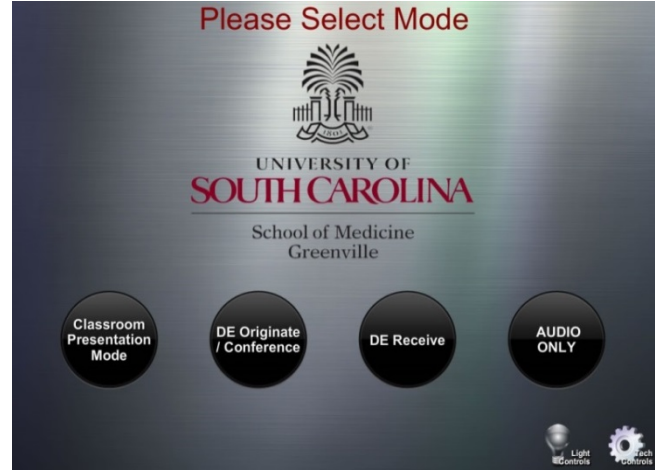 Please Select Mode
1801
UNIVERSITY OF
SOUTH CAROLINA
School of Medicine
Greenville
Classroom
Presentation
Mode
DE Originate
/ Conference
DE Receive
AUDIO
ONLY
Light
Controls
Tech
Controls